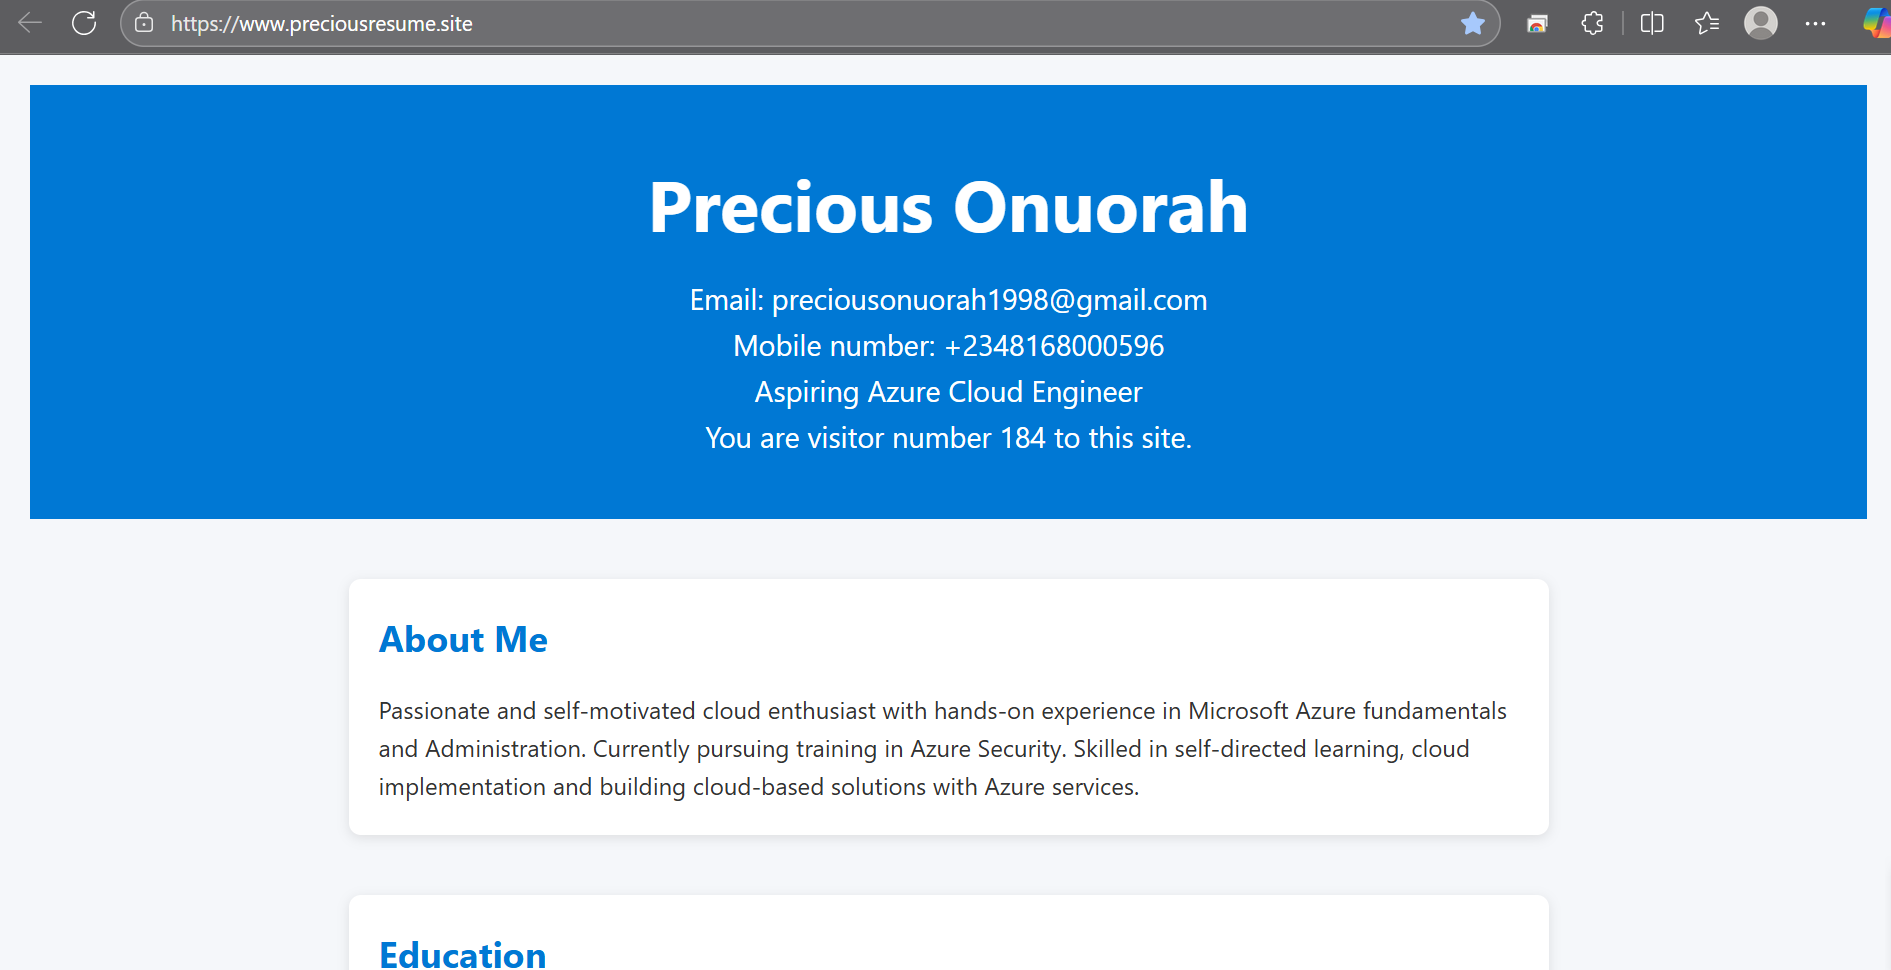 https://www.preciousresume.site
Precious Onuorah
Email: preciousonuorah1998@gmail.com
Mobile number: +2348168000596
Aspiring Azure Cloud Engineer
You are visitor number 184 to this site.
About Me
Passionate and self-motivated cloud enthusiast with hands-on experience in Microsoft Azure fundamentals
and Administration. Currently pursuing training in Azure Security. Skilled in self-directed learning, cloud
implementation and building cloud-based solutions with Azure services.
Education